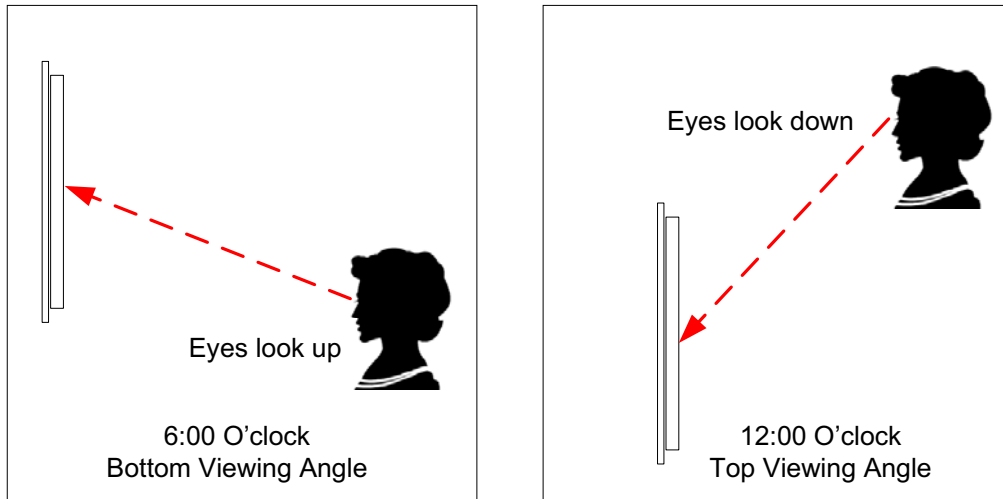 Eyes look up
6:00 O’clock
Bottom Viewing Angle
Eyes look down
12:00 O’clock
Top Viewing Angle